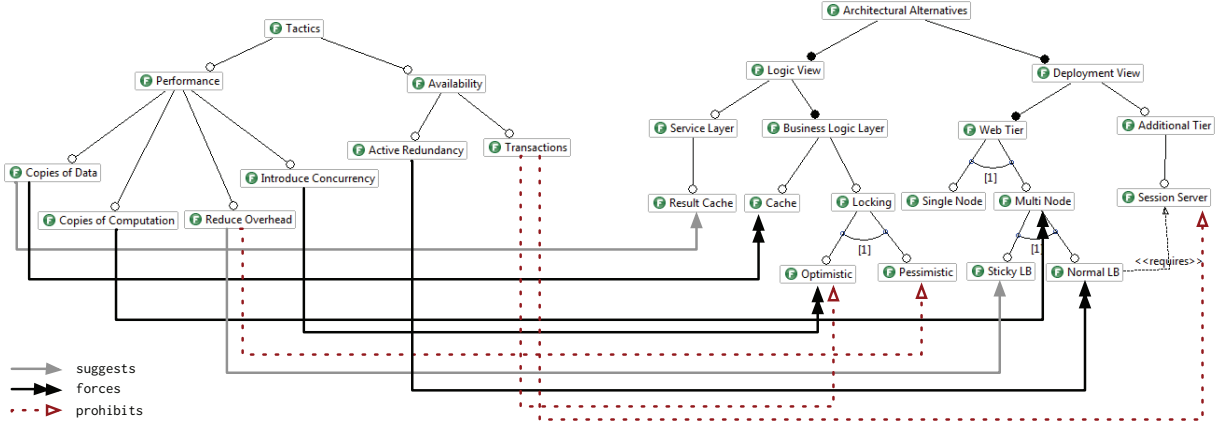 Architectural Alternatives
Tactics
Logic View
Deployment View
Performance
Availability
Service Layer
Business Logic Layer
Web Tier
Additional Tier
Active Redundancy
Transactions
Copies of Data
Introduce Concurrency
[1]
Result Cache
Cache
Locking
Single Node
Multi Node
Session Server
Copies of Computation
Reduce Overhead
[1]
[1]
<<requires>>
Optimistic
Pessimistic
Sticky LB
Normal LB
suggests
forces
prohibits